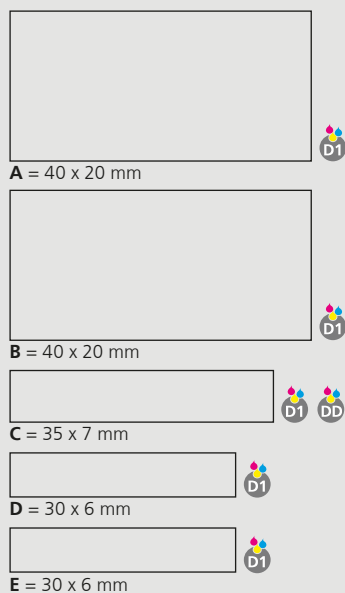 D1
A = 40 x 20 mm
D1
B = 40 x 20 mm
D1 DD
C = 35 x 7 mm
D1
D = 30 x 6 mm
D1
E = 30 x 6 mm